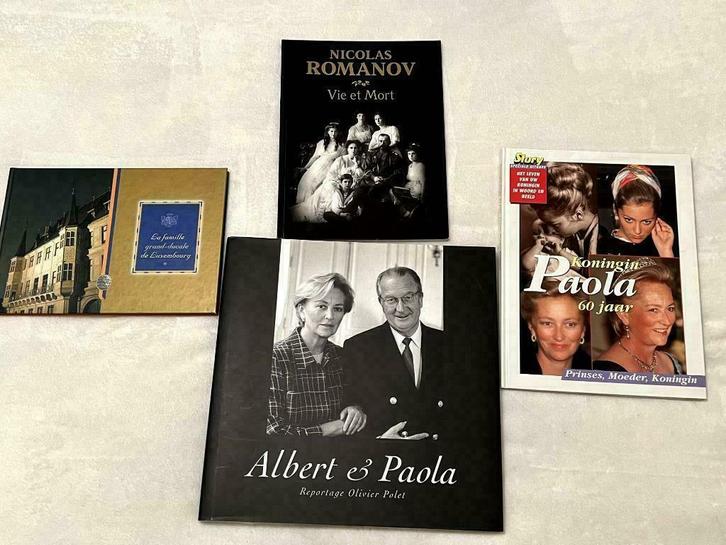 NICOLAS
ROMANOV
Vie et Mort
La famille
grand-ducale
de Luxembourg
Story
SPECIALE UITGAVE
HET LEVEN
VAN UW
KONINGIN
IN WOORD EN
BEELD
Koningin
Paola
60 jaar
Prinses, Moeder, Koningin
Albert & Paola
Reportage Olivier Polet